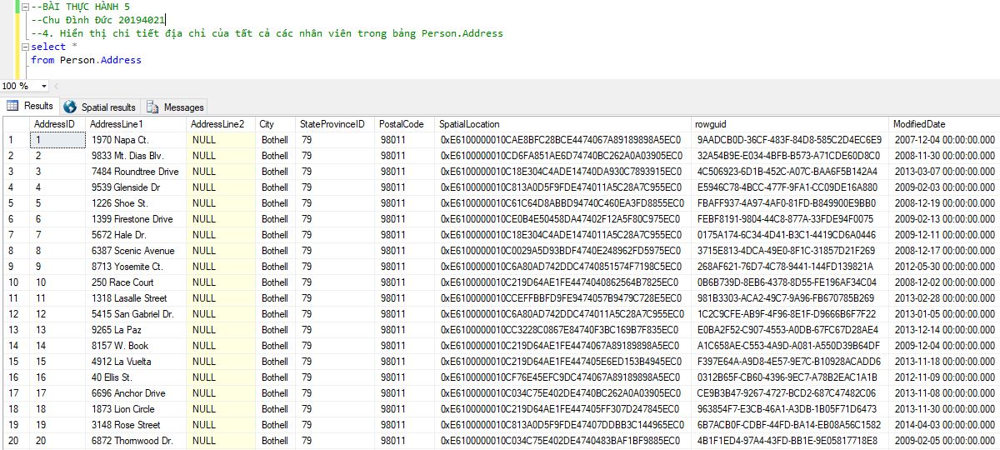 --BÀI THỰC HÀNH 5
--Chu Đình Đức 20194021
--4. Hiển thị chi tiết địa chỉ của tất cả các nhân viên trong bảng Person.Address
select *
from Person.Address
100 %
Results Spatial results Messages
AddressID AddressLine1 AddressLine2 City StateProvinceID PostalCode SpatialLocation rowguid ModifiedDate
1 1 1970 Napa Ct. NULL Bothell 79 98011 0xE6100000010CAE8BFC28BCE4474067A89189898A5EC0 9AADCB0D-36CF-483F-84D8-585C2D4EC6E9 2007-12-04 00:00:00.000
2 2 9833 Mt. Dias Blv. NULL Bothell 79 98011 0xE6100000010CD6FA851AE6D74740BC262A0A03905EC0 32A54B9E-E034-4BFB-B573-A71CDE60D8C0 2008-11-30 00:00:00.000
3 3 7484 Roundtree Drive NULL Bothell 79 98011 0xE6100000010C18E304C4ADE14740DA930C7893915EC0 4C506923-6D1B-452C-A07C-BAA6F5B142A4 2013-03-07 00:00:00.000
4 4 9539 Glenside Dr NULL Bothell 79 98011 0xE6100000010C813A0D5F9FDE474011A5C28A7C955EC0 E5946C78-4BCC-477F-9FA1-CC09DE16A880 2009-02-03 00:00:00.000
5 5 1226 Shoe St. NULL Bothell 79 98011 0xE6100000010C61C64D8ABBD94740C460EA3FD8855EC0 FBAFF937-4A97-4AF0-81FD-B849900E9BB0 2008-12-19 00:00:00.000
6 6 1399 Firestone Drive NULL Bothell 79 98011 0xE6100000010CE0B4E50458DA47402F12A5F80C975EC0 FEBF8191-9804-44C8-877A-33FDE94F0075 2009-02-13 00:00:00.000
7 7 5672 Hale Dr. NULL Bothell 79 98011 0xE6100000010C18E304C4ADE1474011A5C28A7C955EC0 0175A174-6C34-4D41-B3C1-4419CD6A0446 2009-12-11 00:00:00.000
8 8 6387 Scenic Avenue NULL Bothell 79 98011 0xE6100000010C0029A5D93BDF4740E248962FD5975EC0 3715E813-4DCA-49E0-8F1C-31857D21F269 2008-12-17 00:00:00.000
9 9 8713 Yosemite Ct. NULL Bothell 79 98011 0xE6100000010C6A80AD742DDC4740851574F7198C5EC0 268AF621-76D7-4C78-9441-144FD139821A 2012-05-30 00:00:00.000
10 10 250 Race Court NULL Bothell 79 98011 0xE6100000010C219D64AE1FE4474040862564B7825EC0 0B6B739D-8EB6-4378-8D55-FE196AF34C04 2008-12-02 00:00:00.000
11 11 1318 Lasalle Street NULL Bothell 79 98011 0xE6100000010CCEFFBBFD9FE9474057B9479C728E5EC0 981B3303-ACA2-49C7-9A96-FB670785B269 2013-02-28 00:00:00.000
12 12 5415 San Gabriel Dr. NULL Bothell 79 98011 0xE6100000010C6A80AD742DDC474011A5C28A7C955EC0 1C2C9CFE-AB9F-4F96-8E1F-D9666B6F7F22 2013-01-05 00:00:00.000
13 13 9265 La Paz NULL Bothell 79 98011 0xE6100000010CC3228C0867E84740F3BC169B7F835EC0 E0BA2F52-C907-4553-A0DB-67FC67D28AE4 2013-12-14 00:00:00.000
14 14 8157 W. Book NULL Bothell 79 98011 0xE6100000010C219D64AE1FE4474067A89189898A5EC0 A1C658AE-C553-4A9D-A081-A550D39B64DF 2009-12-04 00:00:00.000
15 15 4912 La Vuelta NULL Bothell 79 98011 0xE6100000010C219D64AE1FE447405E6ED153B4945EC0 F397E64A-A9D8-4E57-9E7C-B10928ACADD6 2013-11-18 00:00:00.000
16 16 40 Ellis St. NULL Bothell 79 98011 0xE6100000010CF76E45EFC9DC474067A89189898A5EC0 0312B65F-CB60-4396-9EC7-A78B2EAC1A1B 2012-11-09 00:00:00.000
17 17 6696 Anchor Drive NULL Bothell 79 98011 0xE6100000010C034C75E402DE4740BC262A0A03905EC0 CE9B3B47-9267-4727-BCD2-687C47482C06 2013-11-08 00:00:00.000
18 18 1873 Lion Circle NULL Bothell 79 98011 0xE6100000010C219D64AE1FE447405FF307D247845EC0 963854F7-E3CB-46A1-A3DB-1B05F71D6473 2013-11-30 00:00:00.000
19 19 3148 Rose Street NULL Bothell 79 98011 0xE6100000010C813A0D5F9FDE47407DDBB3C144965EC0 6B7ACB0F-CDBF-44FD-BA14-EB08A56C1582 2014-04-03 00:00:00.000
20 20 6872 Thornwood Dr. NULL Bothell 79 98011 0xE6100000010C034C75E402DE4740483BAF1BF9885EC0 4B1F1ED4-97A4-43FD-BB1E-9E05817718E8 2009-02-05 00:00:00.000